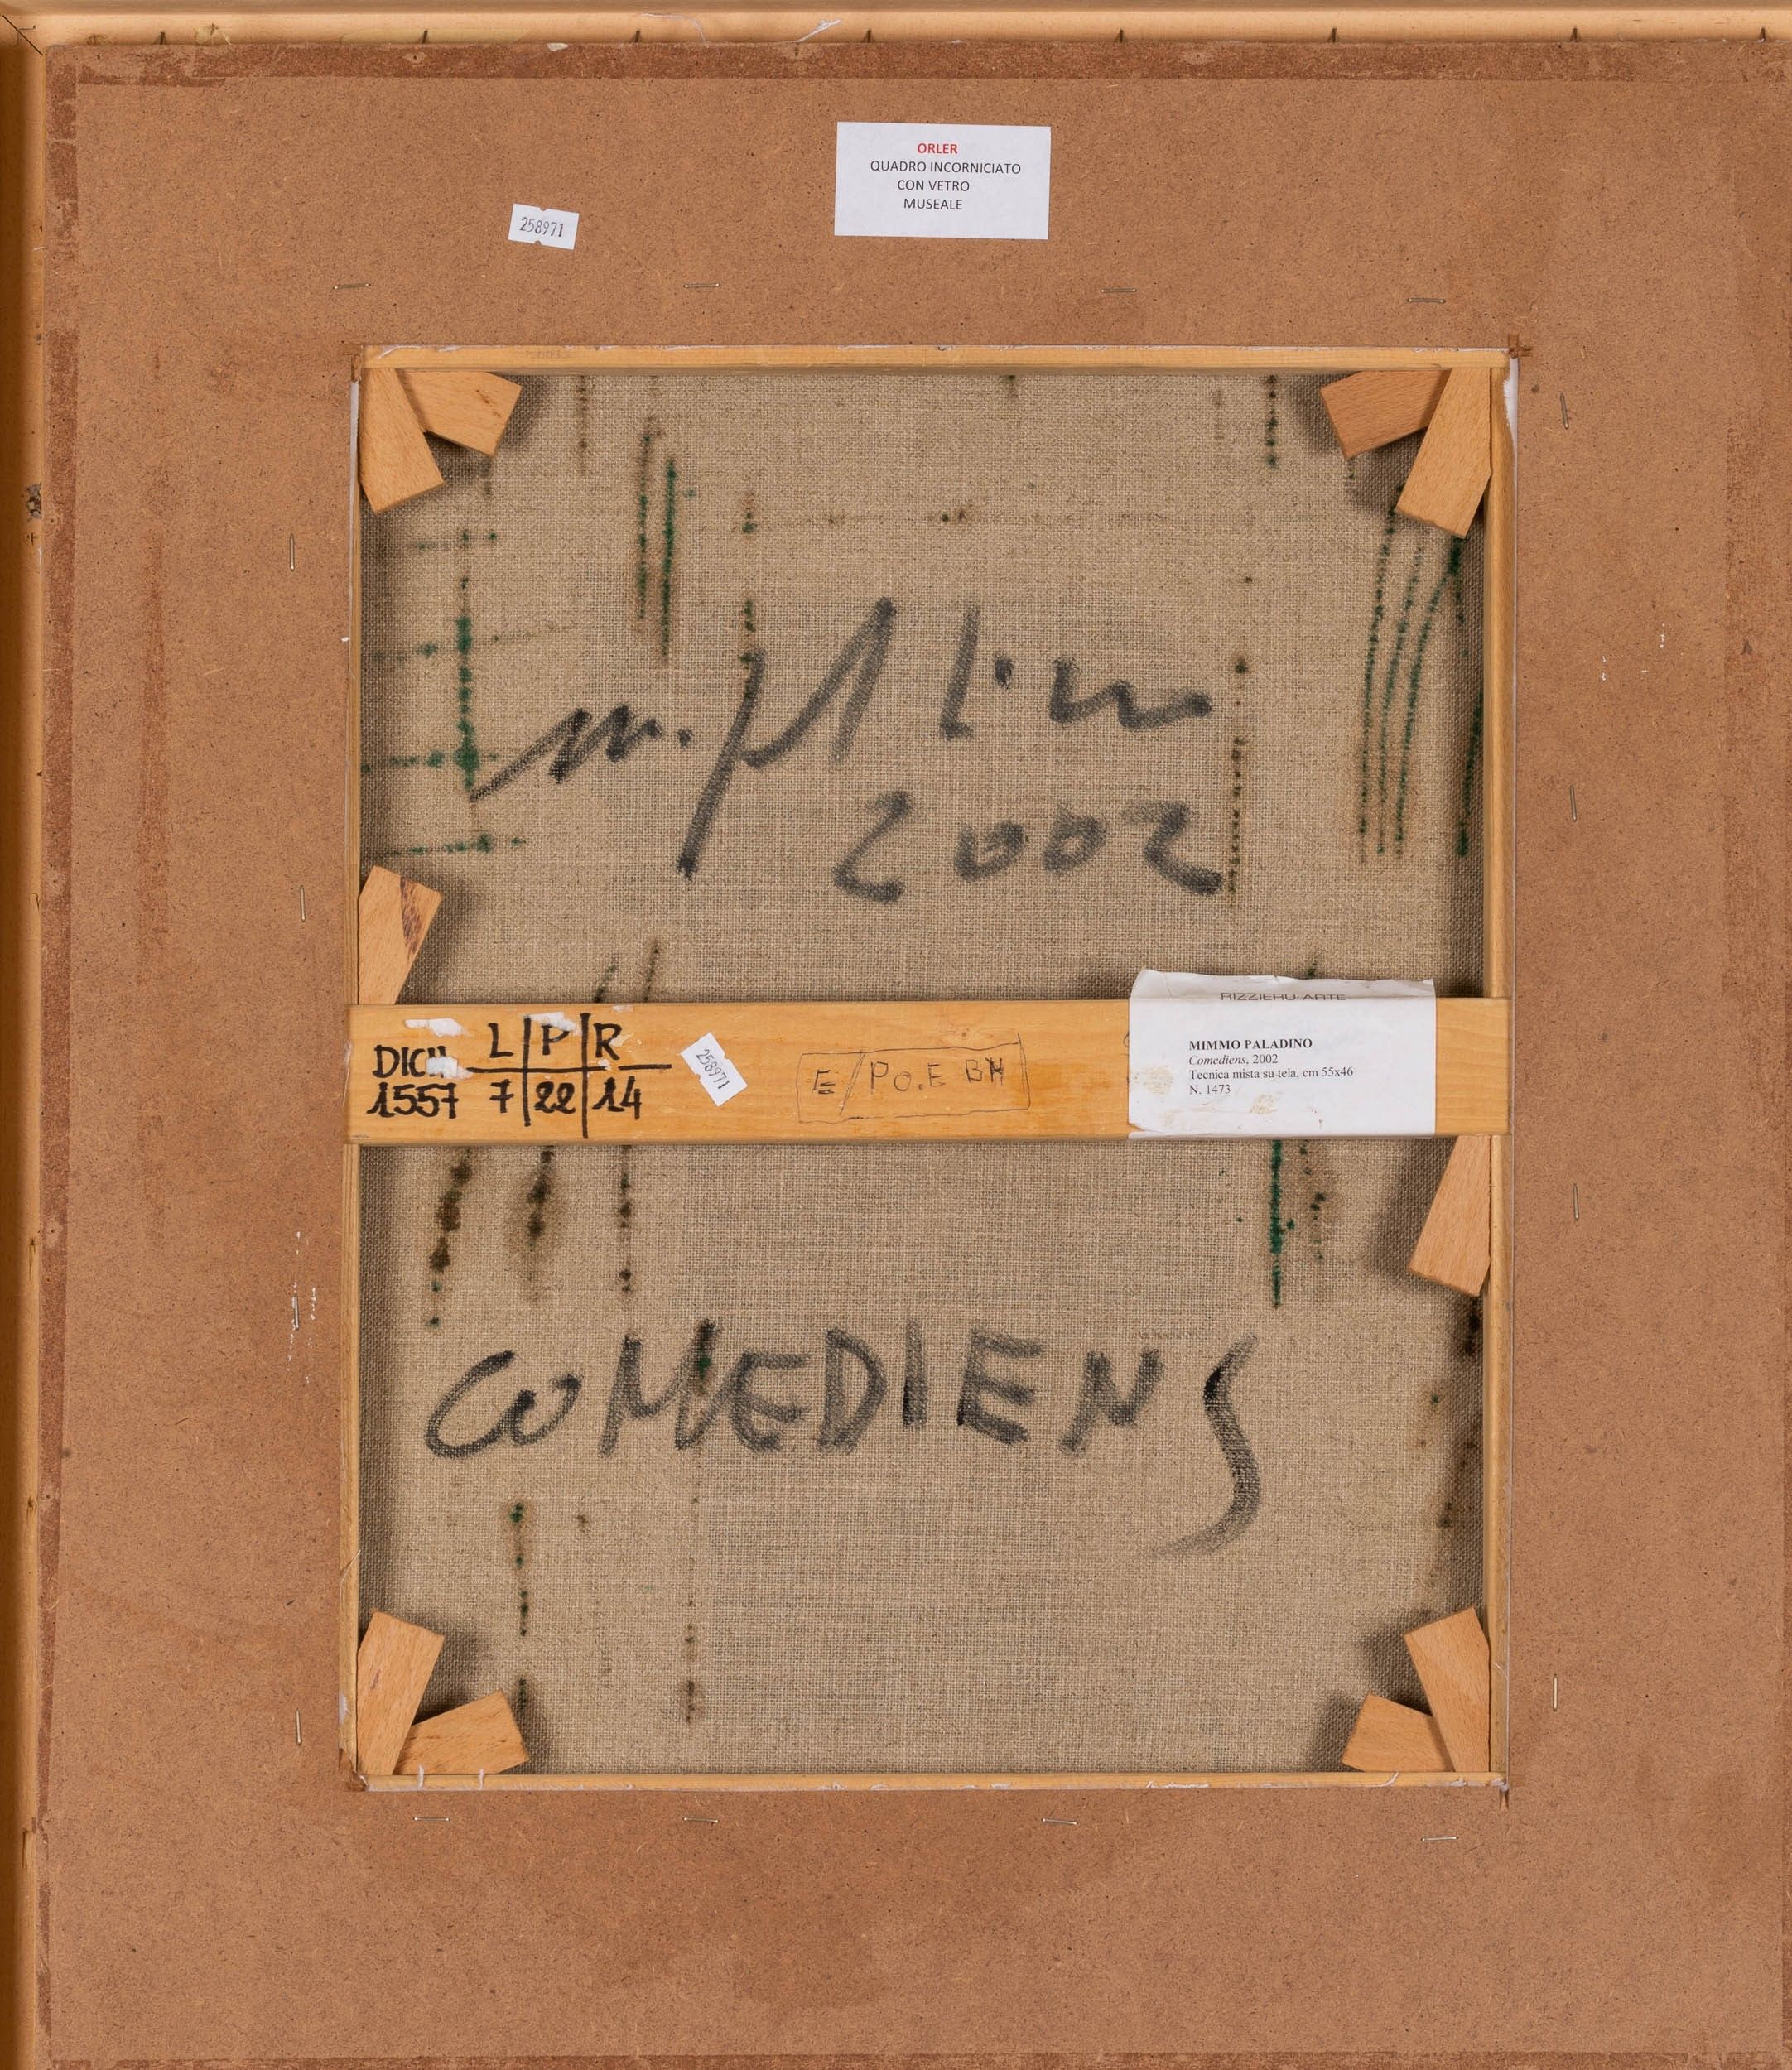 ORLER
QUADRO INCORNICIATO
CON VETRO
MUSEALE
258971
2002
RIZZIERO ARTE
MIMMO PALADINO
Comediens, 2002
Tecnica mista su tela, cm 55x46
N. 1473
DICH L P R
1557 7 22 14
258971
E/PO.E BH
COMEDIENS